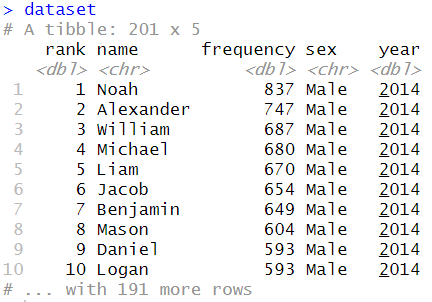 > dataset
# A tibble: 201 x 5
rank name frequency sex year
<dbl> <chr> <dbl> <chr> <dbl>
1 1 Noah 837 Male 2014
2 2 Alexander 747 Male 2014
3 3 William 687 Male 2014
4 4 Michael 680 Male 2014
5 5 Liam 670 Male 2014
6 6 Jacob 654 Male 2014
7 7 Benjamin 649 Male 2014
8 8 Mason 604 Male 2014
9 9 Daniel 593 Male 2014
10 10 Logan 593 Male 2014
# ... with 191 more rows